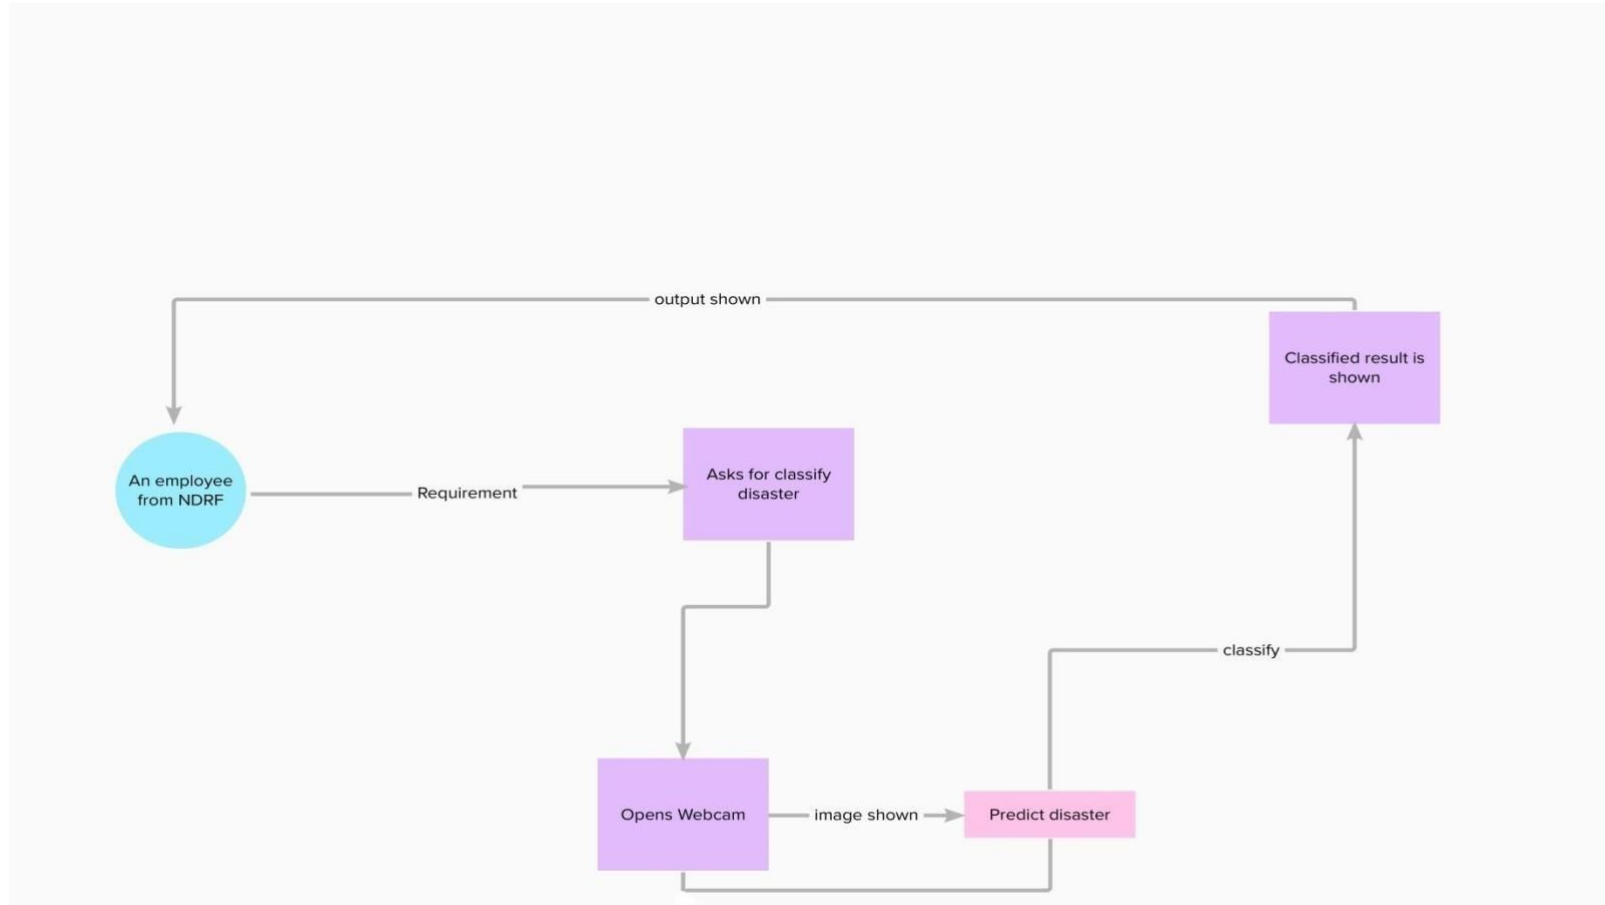 output shown
Classified result is
shown
An employee
from NDRF
Requirement
Asks for classify
disaster
classify
Opens Webcam
image shown
Predict disaster